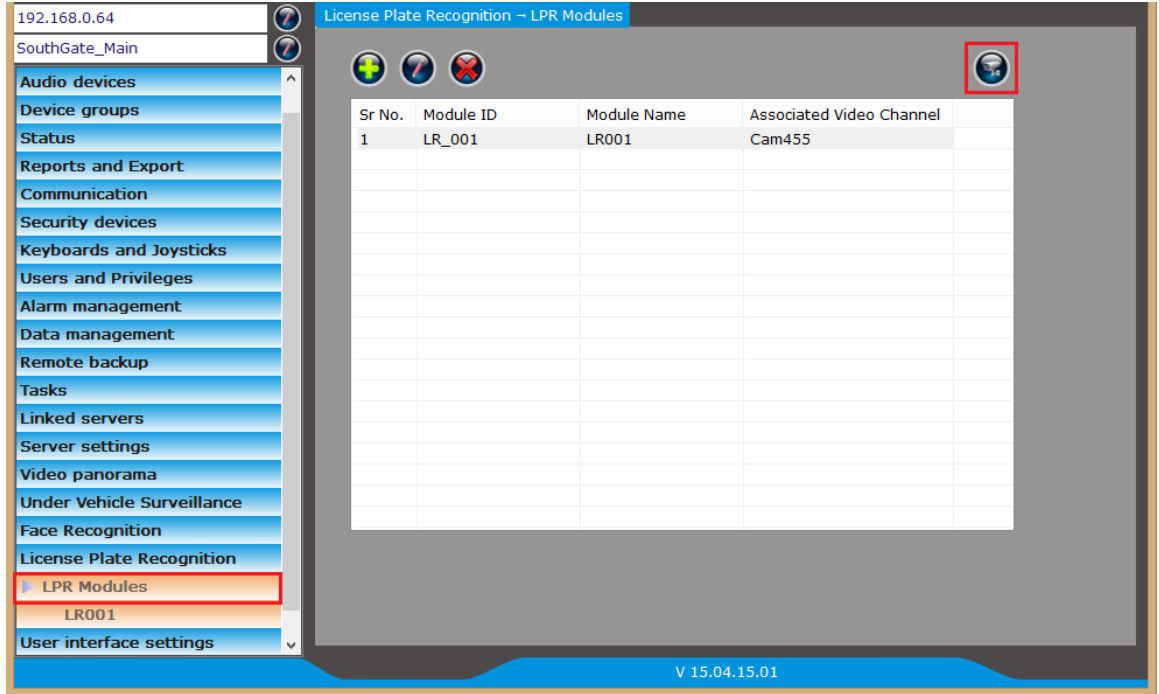 192.168.0.64
SouthGate_Main
Audio devices
Device groups
Status
Reports and Export
Communication
Security devices
Keyboards and Joysticks
Users and Privileges
Alarm management
Data management
Remote backup
Tasks
Linked servers
Server settings
Video panorama
Under Vehicle Surveillance
Face Recognition
License Plate Recognition
LPR Modules
LR001
User interface settings
License Plate Recognition → LPR Modules
Sr No. Module ID Module Name Associated Video Channel
1 LR_001 LR001 Cam455
V 15.04.15.01